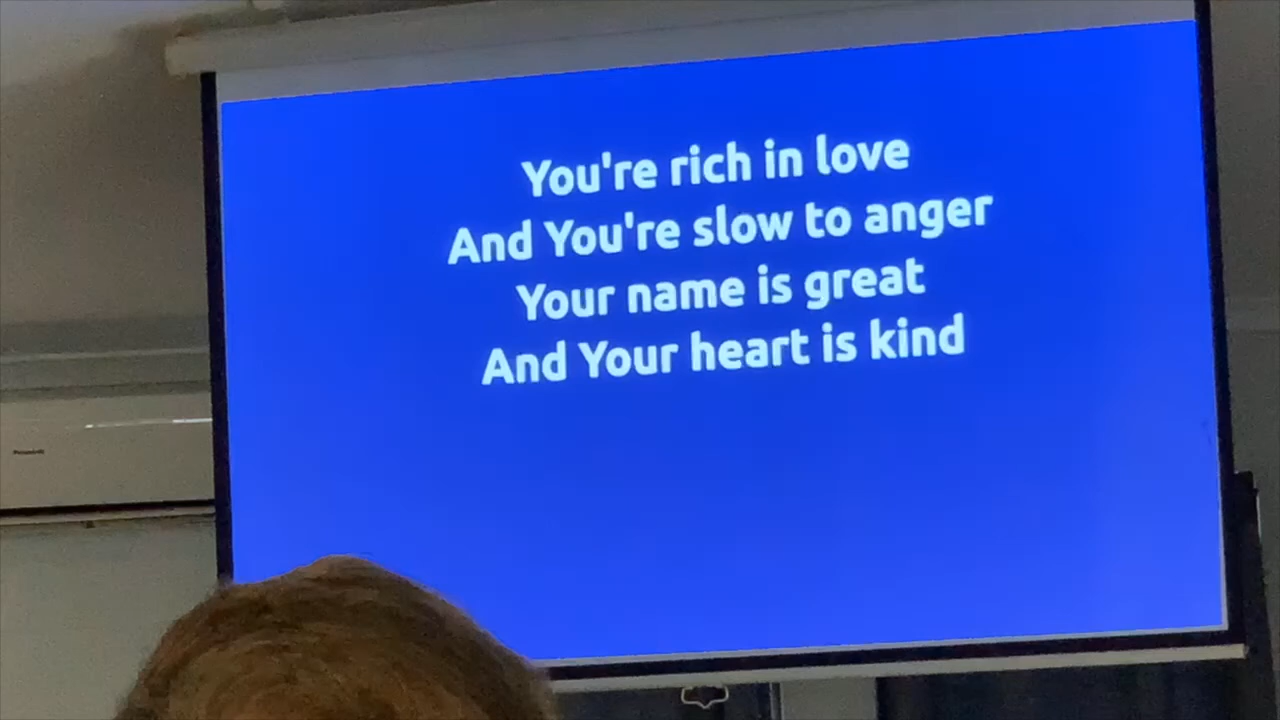 You're rich in love
And You're slow to anger
Your name is great
And Your heart is kind